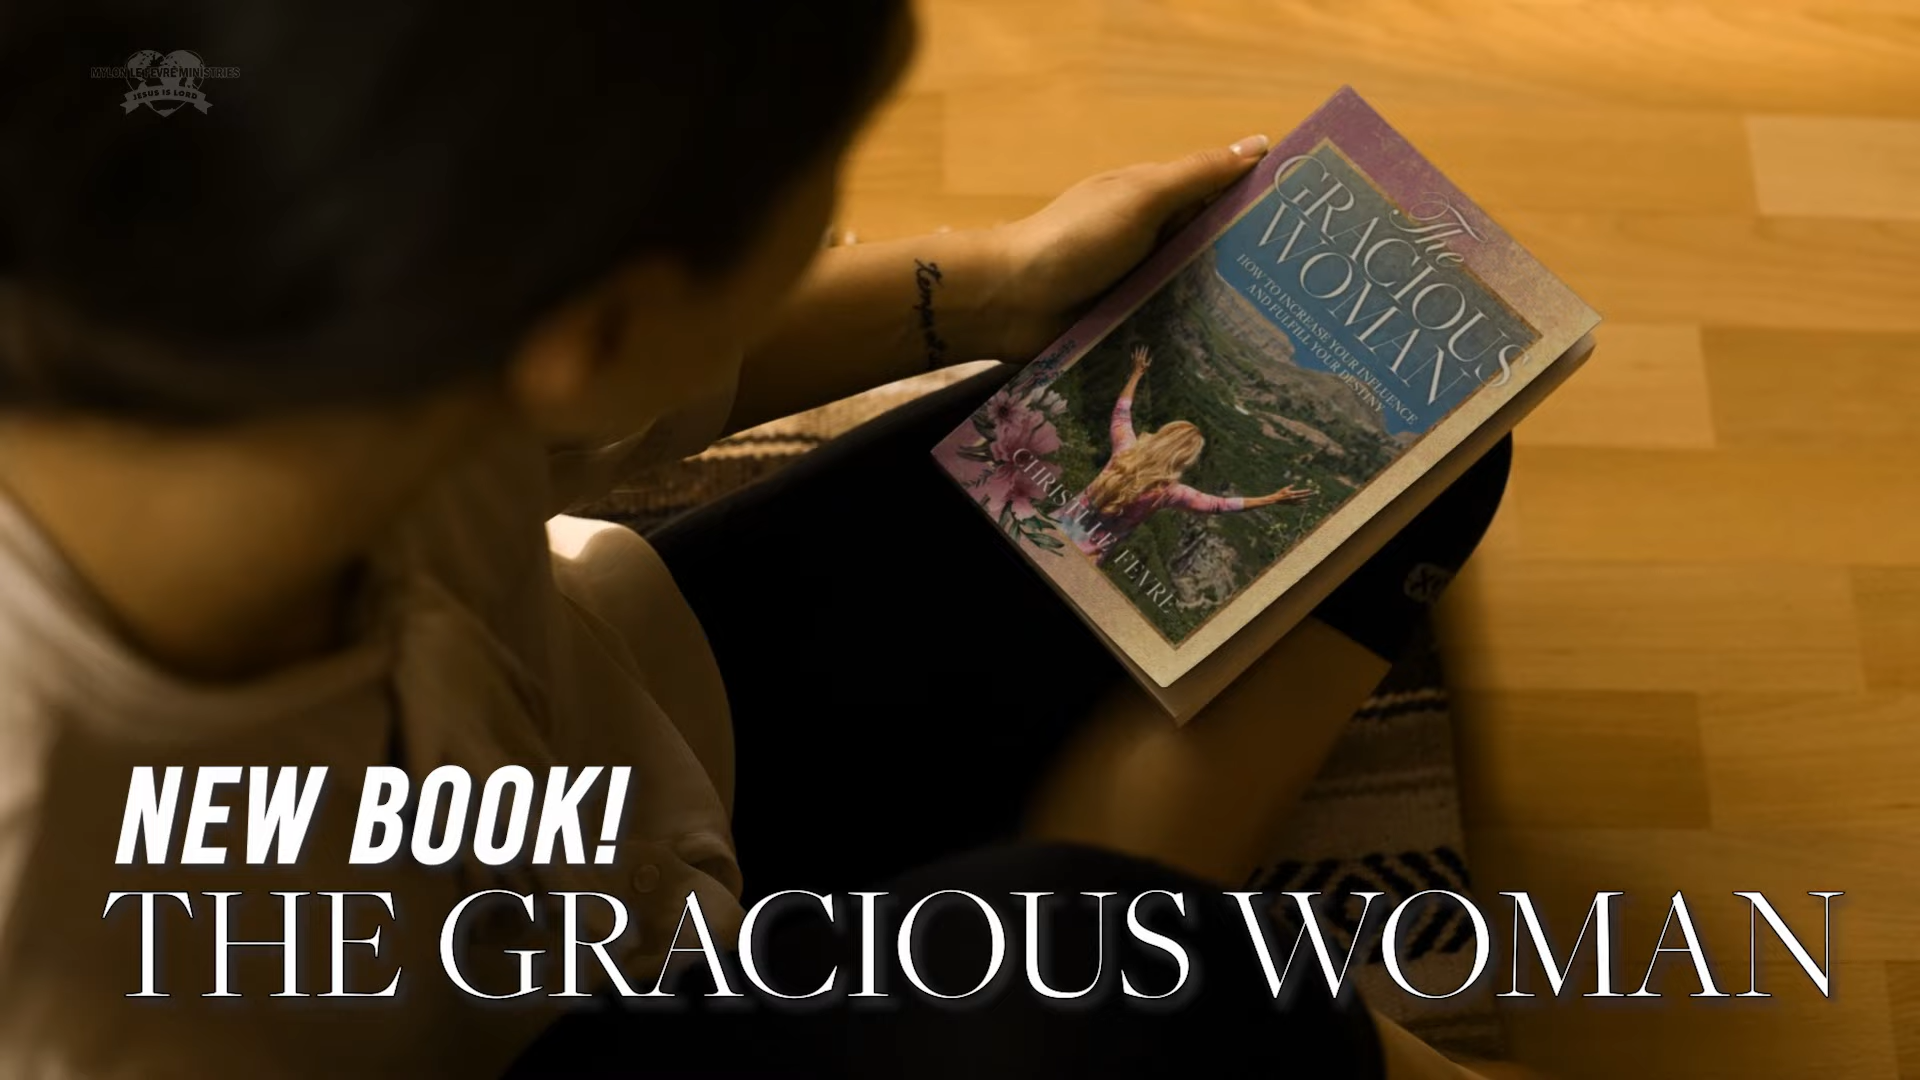 MYLON LE FEVRE MINISTRIES
JESUS IS LORD
The
GRACIOUS
WOMAN
HOW TO INCREASE YOUR INFLUENCE
AND FULFILL YOUR DESTINY
FEVRE
NEW BOOK!
THE GRACIOUS WOMAN